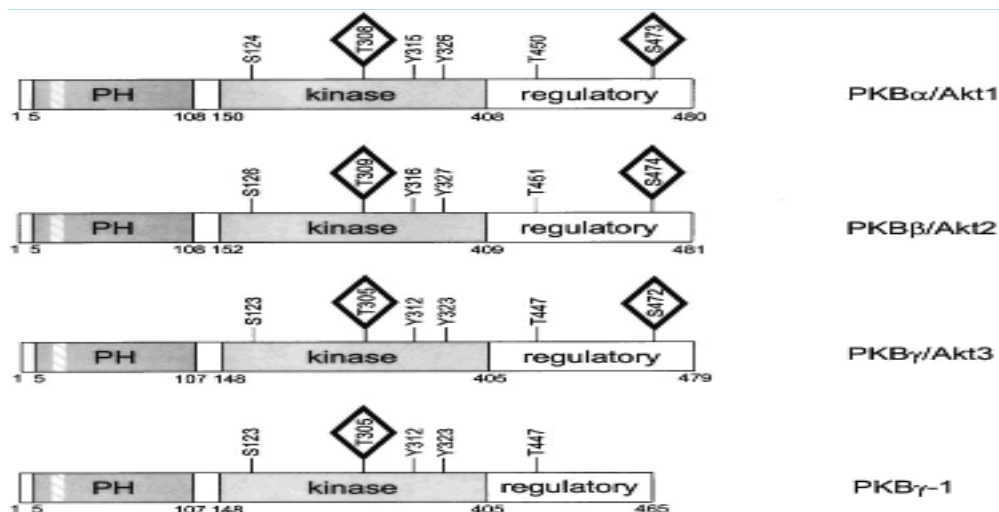 S124 T308 Y315 Y326 T450 S473
PH kinase regulatory PKBα/Akt1
1 5 108 150 408 480
S126 T309 Y316 Y327 T451 S474
PH kinase regulatory PKBβ/Akt2
1 5 108 152 409 481
S123 T305 Y312 Y323 T447 S472
PH kinase regulatory PKBγ/Akt3
1 5 107 148 405 479
S123 T305 Y312 Y323 T447
PH kinase regulatory PKBγ-1
1 5 107 148 405 465